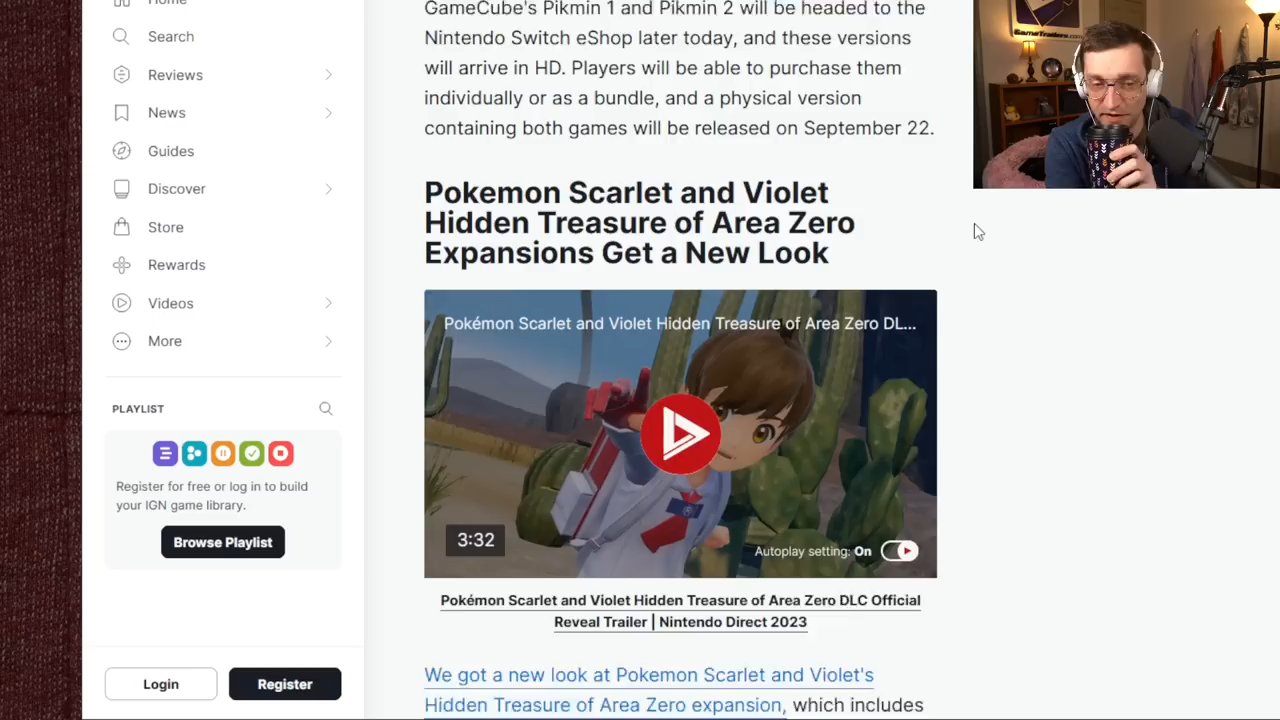 Home
Search
Reviews
News
Guides
Discover
Store
Rewards
Videos
More
PLAYLIST
Register for free or log in to build
your IGN game library.
Browse Playlist
Login
Register
GameCube's Pikmin 1 and Pikmin 2 will be headed to the
Nintendo Switch eShop later today, and these versions
will arrive in HD. Players will be able to purchase them
individually or as a bundle, and a physical version
containing both games will be released on September 22.
Pokemon Scarlet and Violet
Hidden Treasure of Area Zero
Expansions Get a New Look
Pokémon Scarlet and Violet Hidden Treasure of Area Zero DL...
3:32
Autoplay setting: On
Pokémon Scarlet and Violet Hidden Treasure of Area Zero DLC Official
Reveal Trailer | Nintendo Direct 2023
We got a new look at Pokemon Scarlet and Violet's
Hidden Treasure of Area Zero expansion, which includes
GameTrailers.com